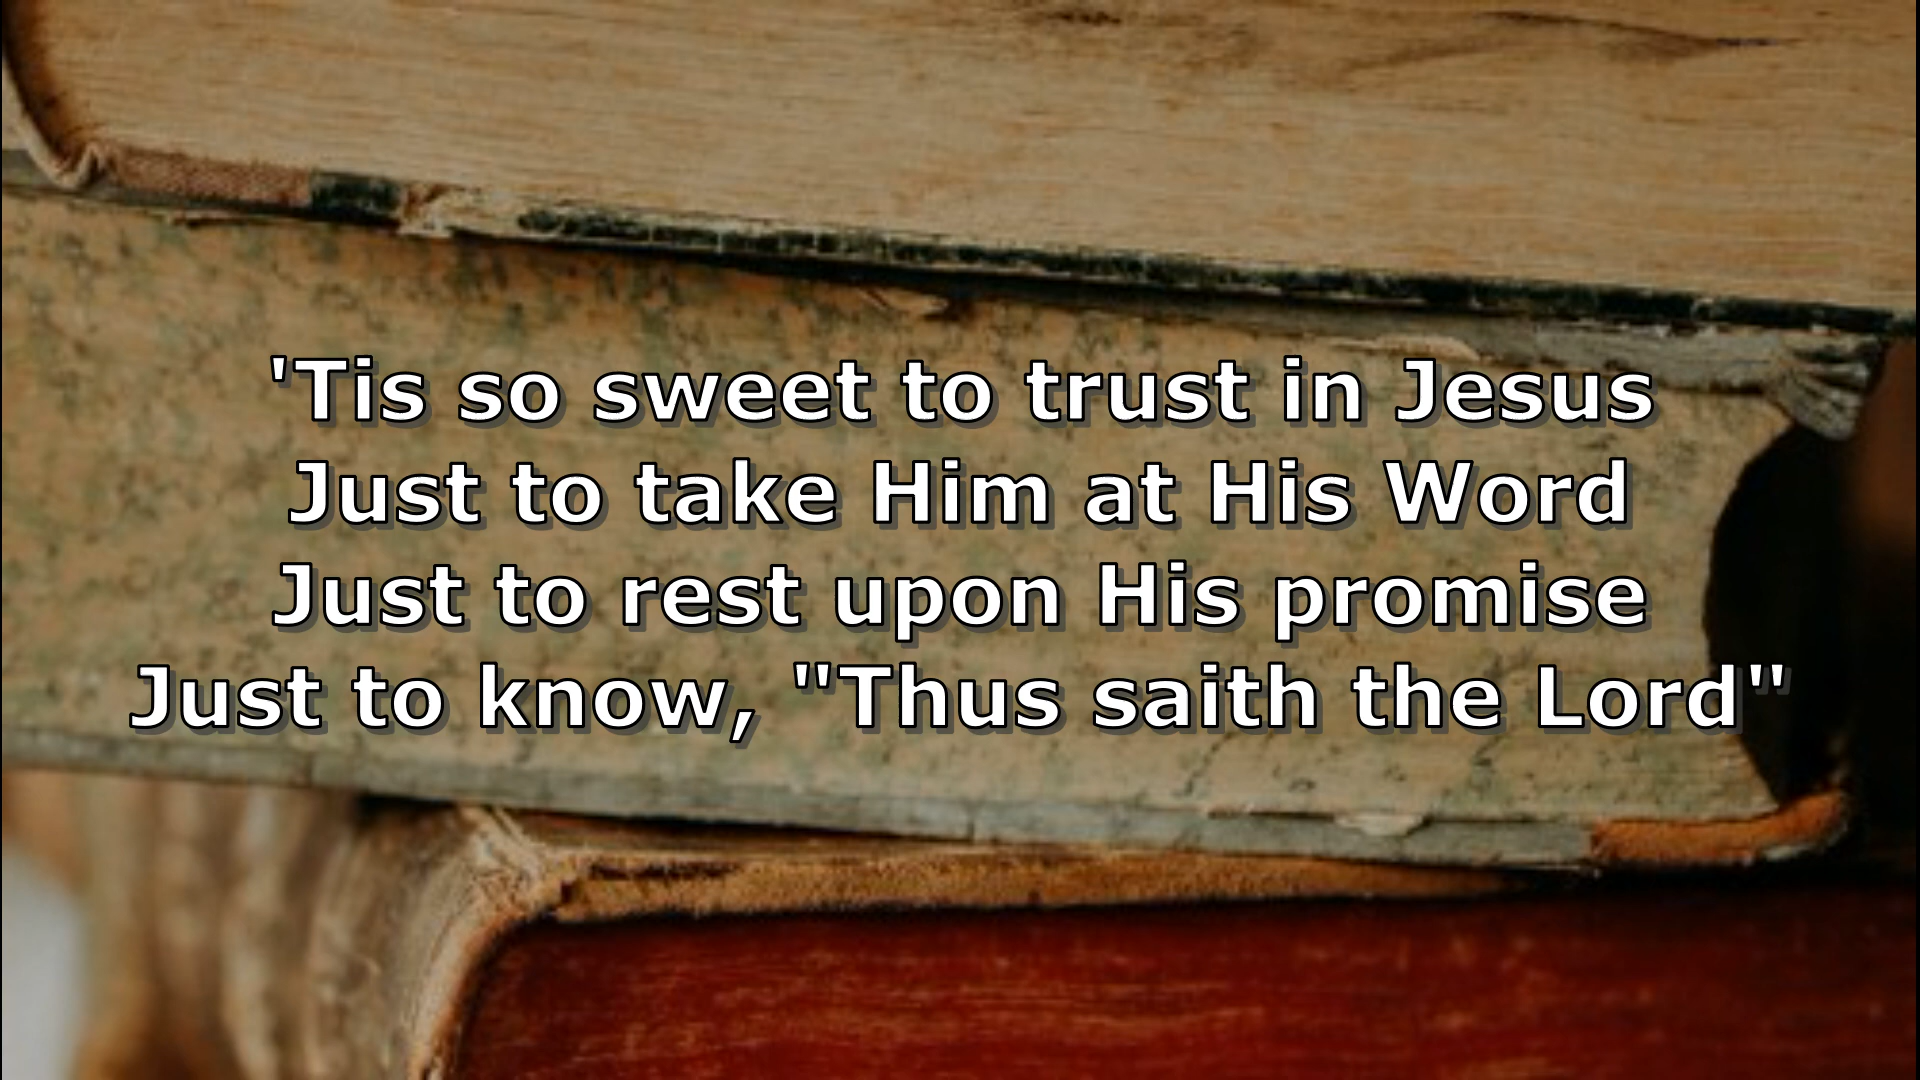 'Tis so sweet to trust in Jesus
Just to take Him at His Word
Just to rest upon His promise
Just to know, "Thus saith the Lord"